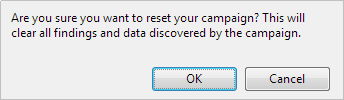 Are you sure you want to reset your campaign? This will
clear all findings and data discovered by the campaign.
OK
Cancel